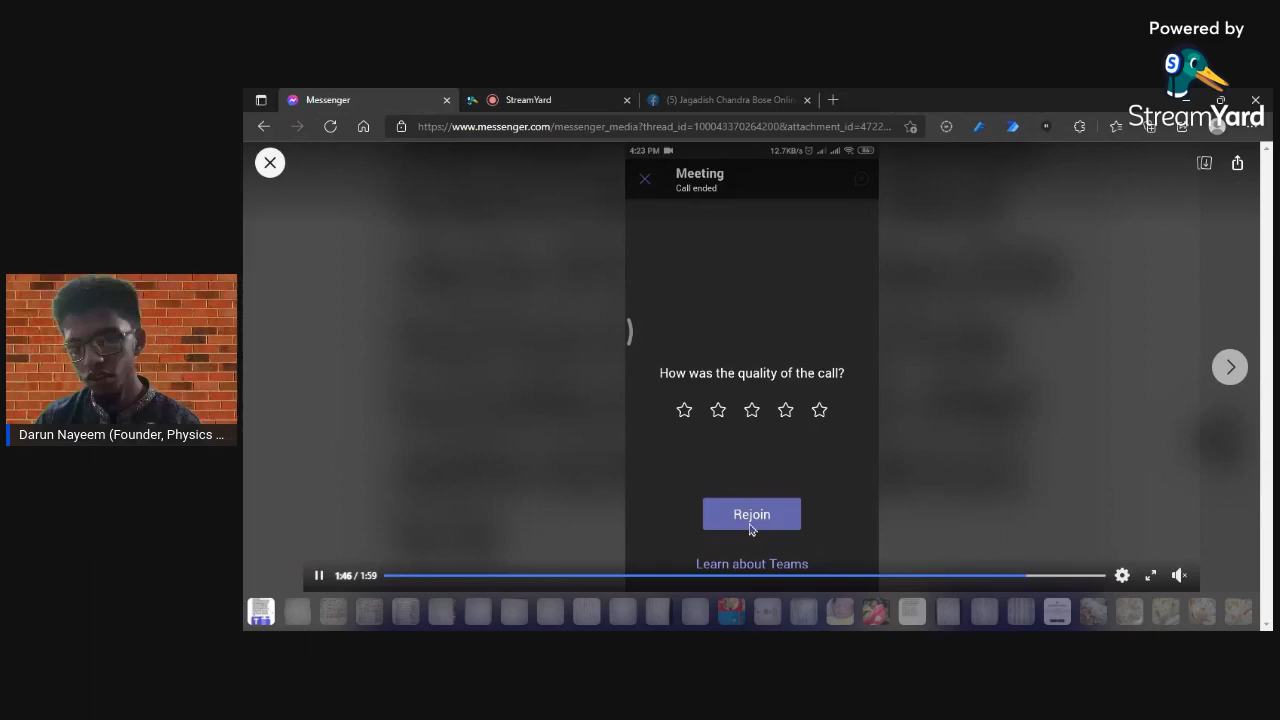 Powered by
StreamYard
Messenger
StreamYard
(5) Jagadish Chandra Bose Onlin
https://www.messenger.com/messenger_media?thread_id=100043370264200&attachment_id=4722...
4:23 PM
12.7KB/s
86
Meeting
Call ended
How was the quality of the call?
Rejoin
Learn about Teams
1:46 / 1:59
Darun Nayeem (Founder, Physics ...